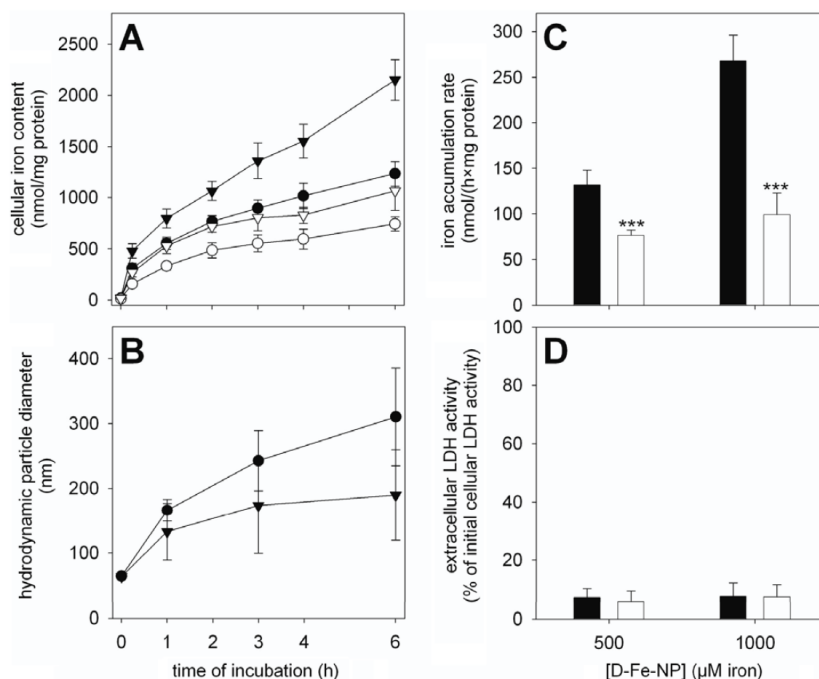 A
cellular iron content
(nmol/mg protein)
2500
2000
1500
1000
500
0
B
hydrodynamic particle diameter
(nm)
400
300
200
100
0
0 1 2 3 4 6
time of incubation (h)
C
iron accumulation rate
(nmol/(h×mg protein)
300
250
200
150
100
50
0
***
***
D
extracellular LDH activity
(% of initial cellular LDH activity)
100
80
60
40
20
0
500 1000
[D-Fe-NP] (µM iron)